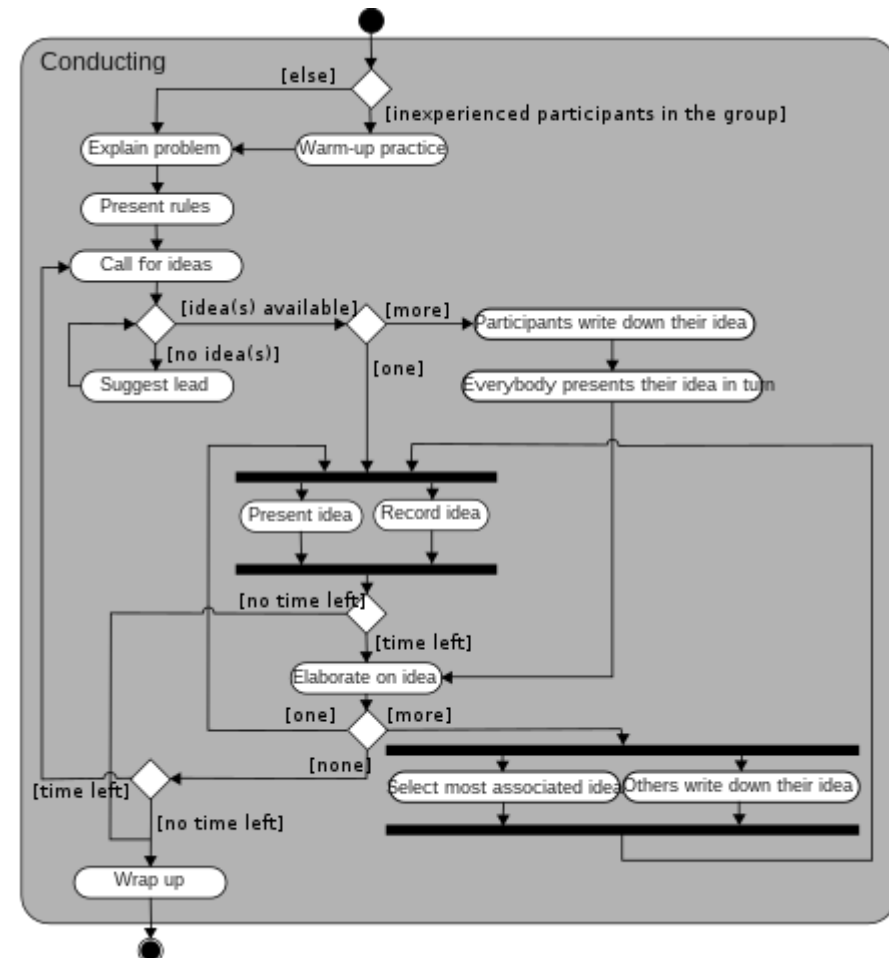 Conducting
[else]
[inexperienced participants in the group]
Explain problem
Warm-up practice
Present rules
Call for ideas
[idea(s) available]
[more]
Participants write down their idea
[no idea(s)]
[one]
Suggest lead
Everybody presents their idea in turn
Present idea
Record idea
[no time left]
[time left]
Elaborate on idea
[one]
[more]
[none]
[time left]
Select most associated idea
Others write down their idea
[no time left]
Wrap up